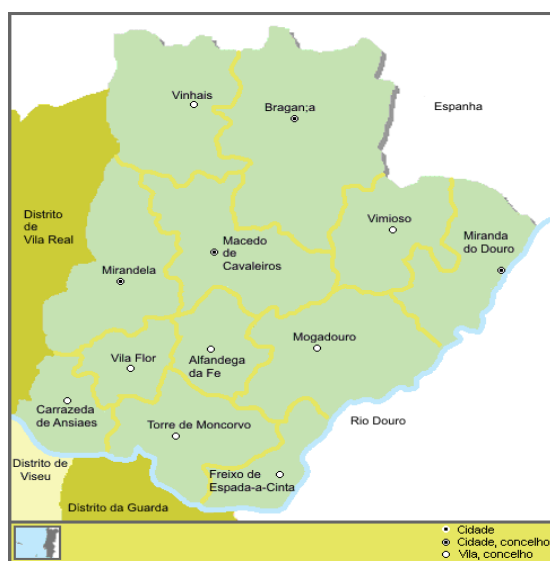 Vinhais
Bragan;a
Espanha
Distrito
de
Vila Real
Vimioso
Miranda
do Douro
Macedo
de
Cavaleiros
Mirandela
Mogadouro
Vila Flor
Alfandega
da Fe
Carrazeda
de Ansiaes
Torre de Moncorvo
Rio Douro
Distrito de
Viseu
Freixo de
Espada-a-Cinta
Distrito da Guarda
Cidade
Cidade, concelho
Vila, concelho